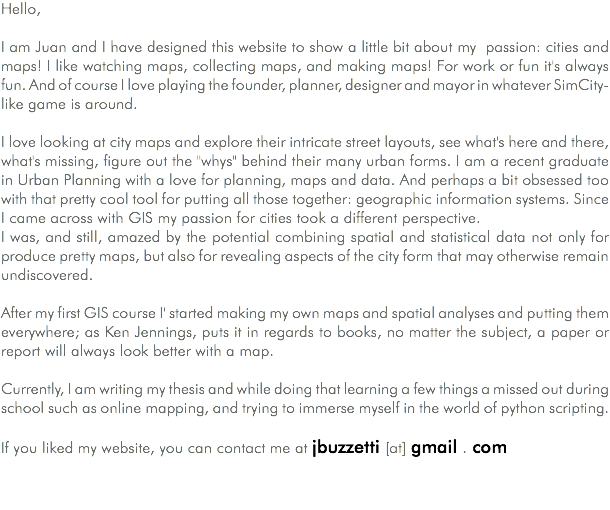 Hello,
I am Juan and I have designed this website to show a little bit about my passion: cities and
maps! I like watching maps, collecting maps, and making maps! For work or fun it's always
fun. And of course I love playing the founder, planner, designer and mayor in whatever SimCity-
like game is around.
I love looking at city maps and explore their intricate street layouts, see what's here and there,
what's missing, figure out the "whys" behind their many urban forms. I am a recent graduate
in Urban Planning with a love for planning, maps and data. And perhaps a bit obsessed too
with that pretty cool tool for putting all those together: geographic information systems. Since
I came across with GIS my passion for cities took a different perspective.
I was, and still, amazed by the potential combining spatial and statistical data not only for
produce pretty maps, but also for revealing aspects of the city form that may otherwise remain
undiscovered.
After my first GIS course I' started making my own maps and spatial analyses and putting them
everywhere; as Ken Jennings, puts it in regards to books, no matter the subject, a paper or
report will always look better with a map.
Currently, I am writing my thesis and while doing that learning a few things a missed out during
school such as online mapping, and trying to immerse myself in the world of python scripting.
If you liked my website, you can contact me at jbuzzetti [at] gmail . com